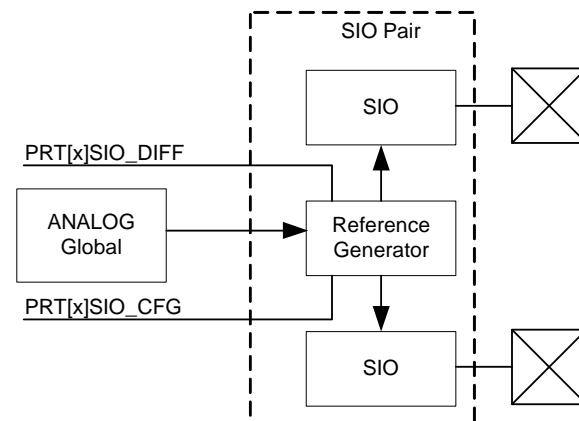 SIO Pair
SIO
PRT[x]SIO_DIFF
ANALOG
Global
Reference
Generator
PRT[x]SIO_CFG
SIO